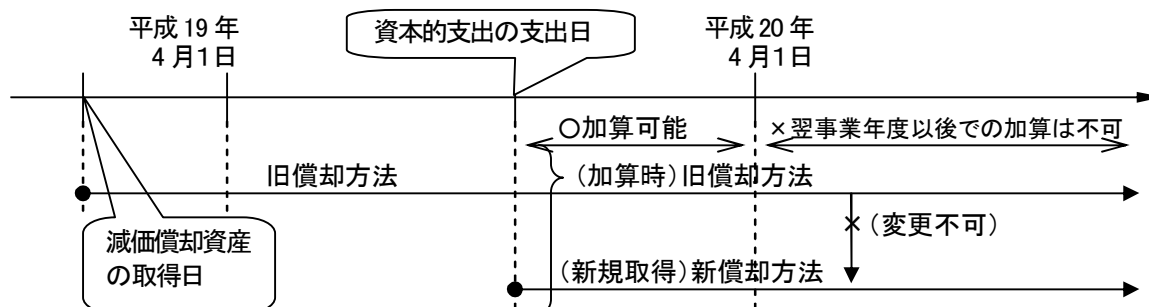 平成 19 年
4 月1 日
資本的支出の支出日
平成 20 年
4 月1 日
○加算可能
×翌事業年度以後での加算は不可
旧償却方法
(加算時)旧償却方法
×(変更不可)
減価償却資産
の取得日
(新規取得)新償却方法